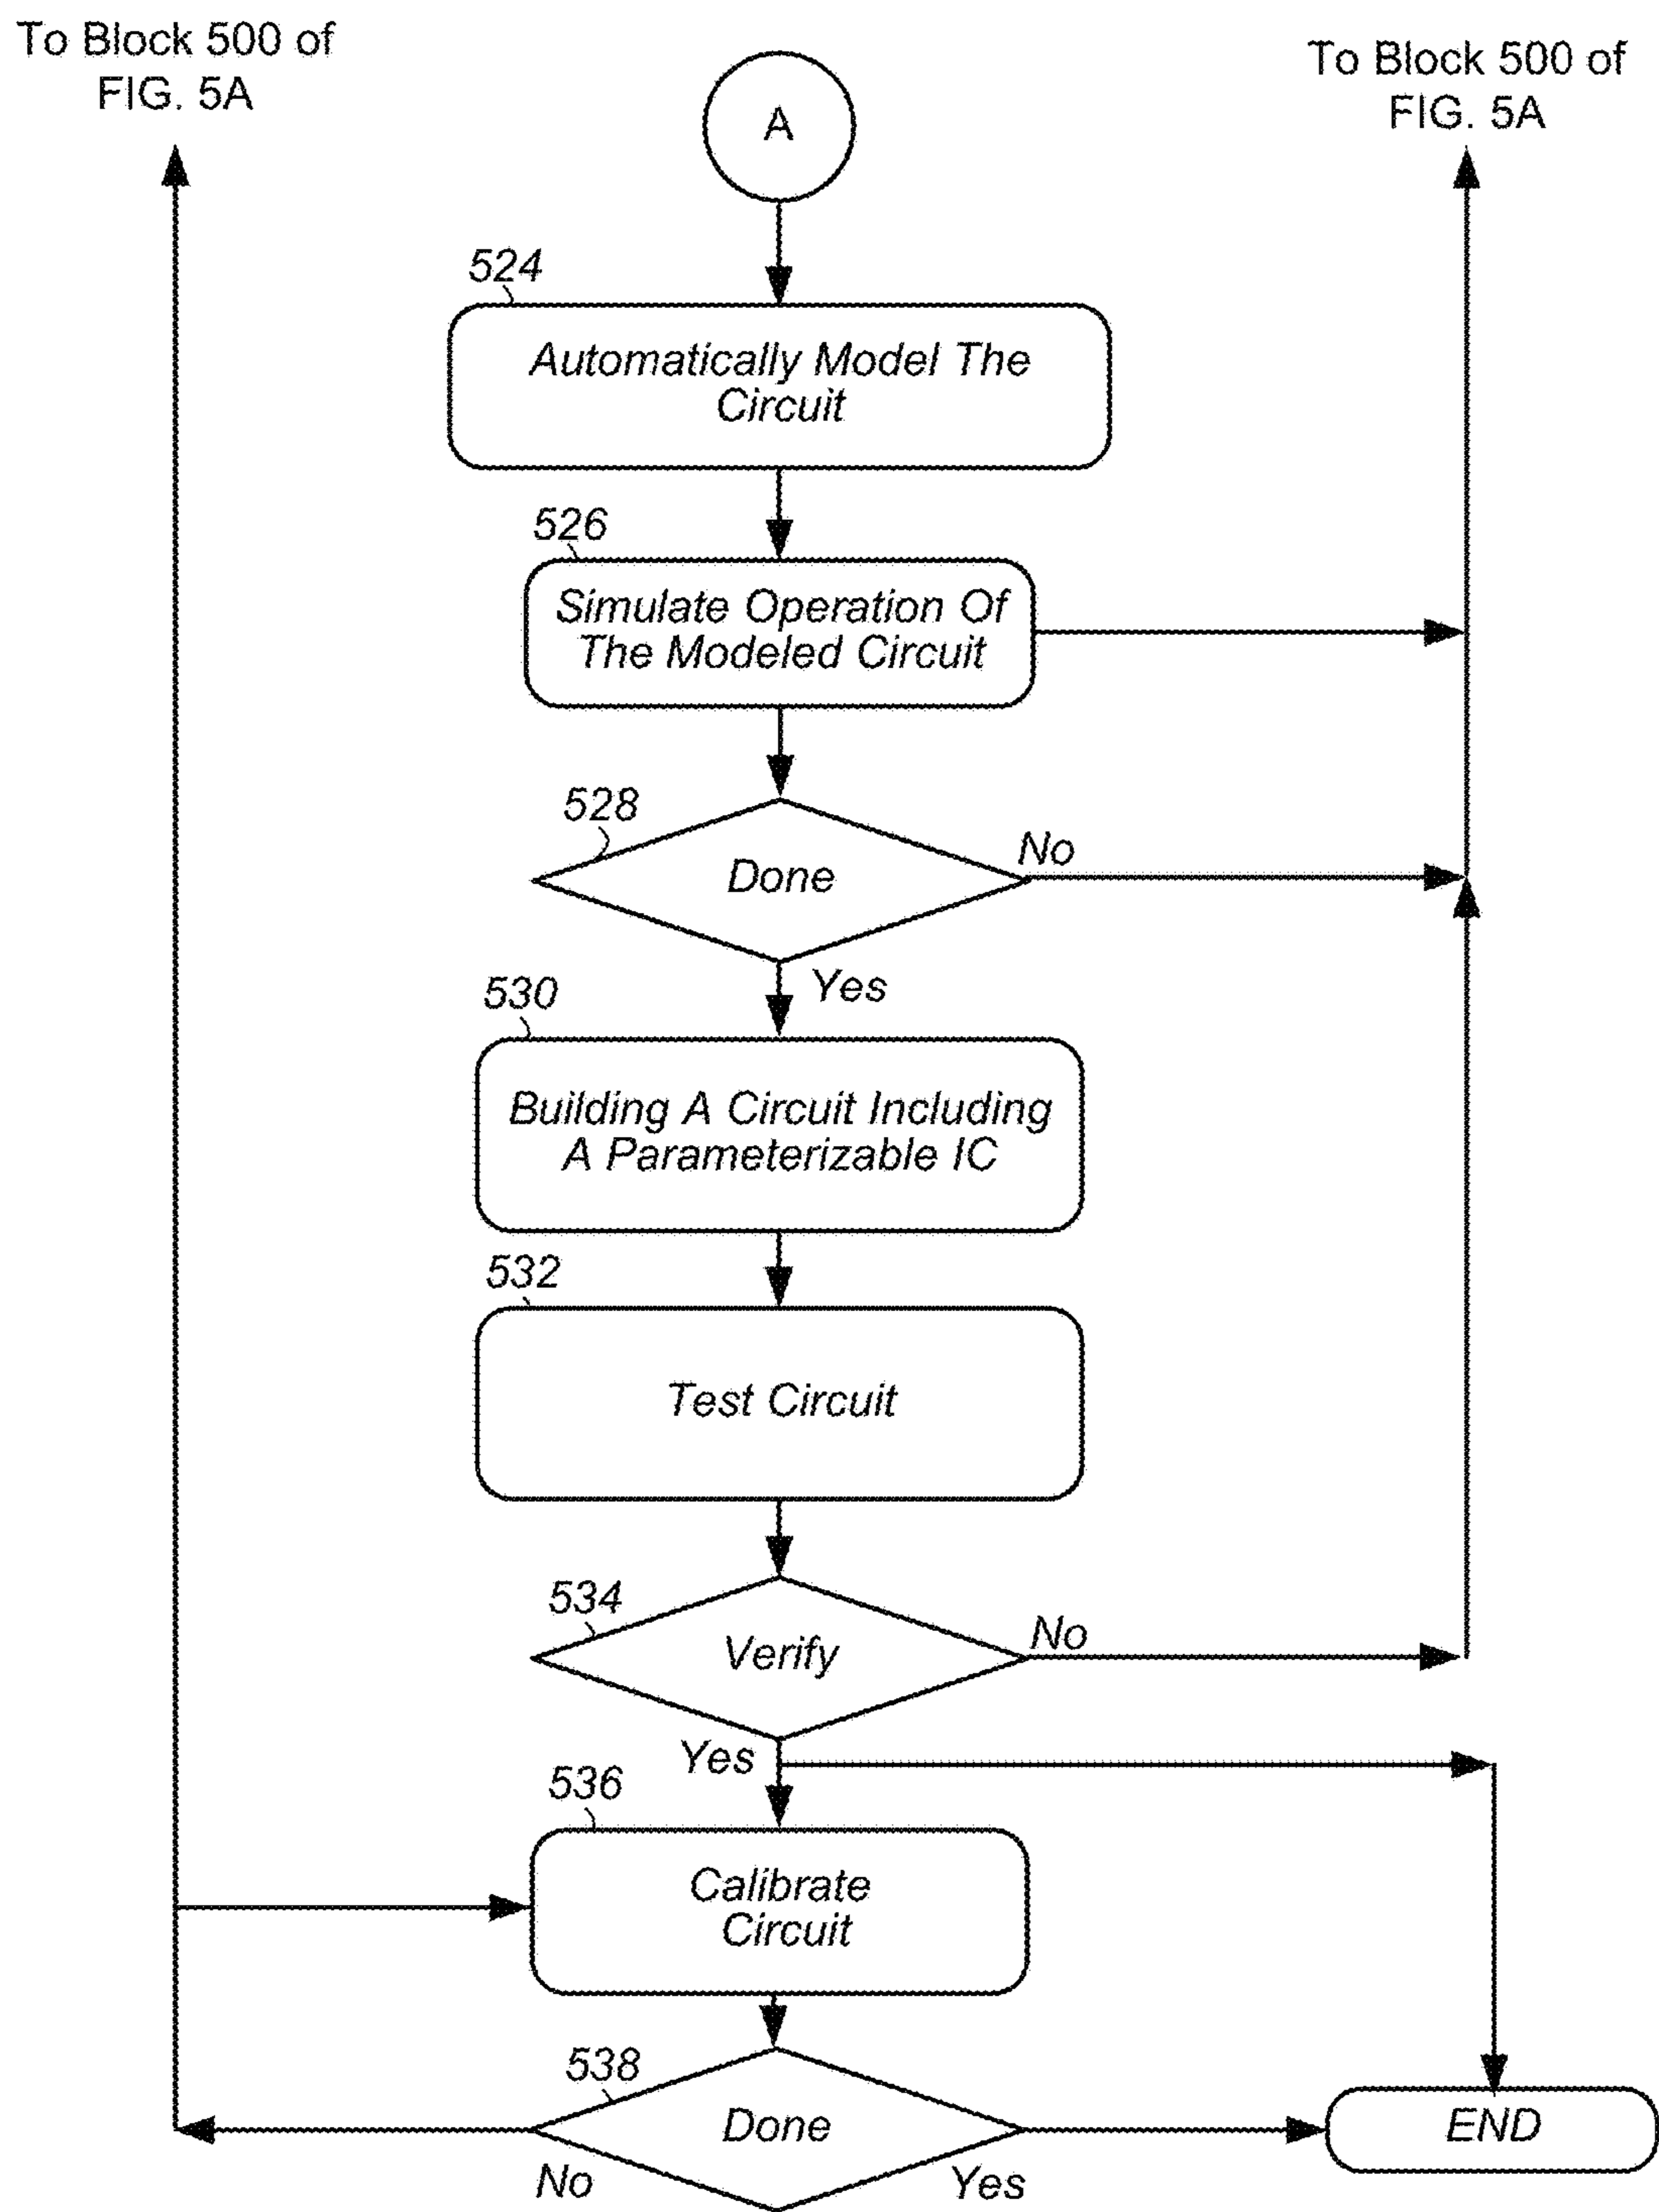 To Block 500 of
FIG. 5A
To Block 500 of
FIG. 5A
A
524
Automatically Model The
Circuit
526
Simulate Operation Of
The Modeled Circuit
528
Done
No
Yes
530
Building A Circuit Including
A Parameterizable IC
532
Test Circuit
534
Verify
No
Yes
536
Calibrate
Circuit
538
Done
END
No
Yes